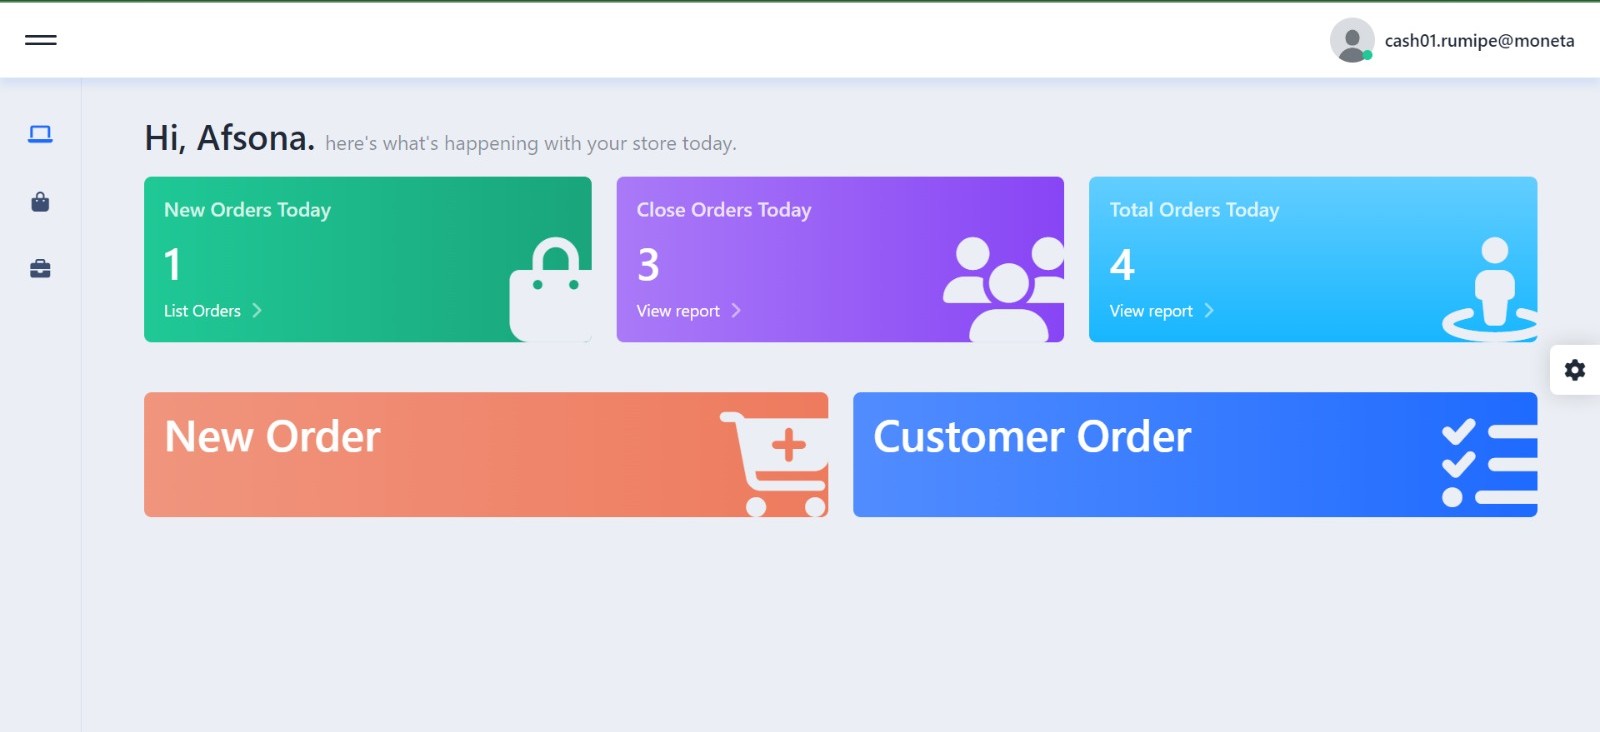 cash01.rumipe@moneta
Hi, Afsona. here's what's happening with your store today.
New Orders Today
1
List Orders
Close Orders Today
3
View report
Total Orders Today
4
View report
New Order
Customer Order